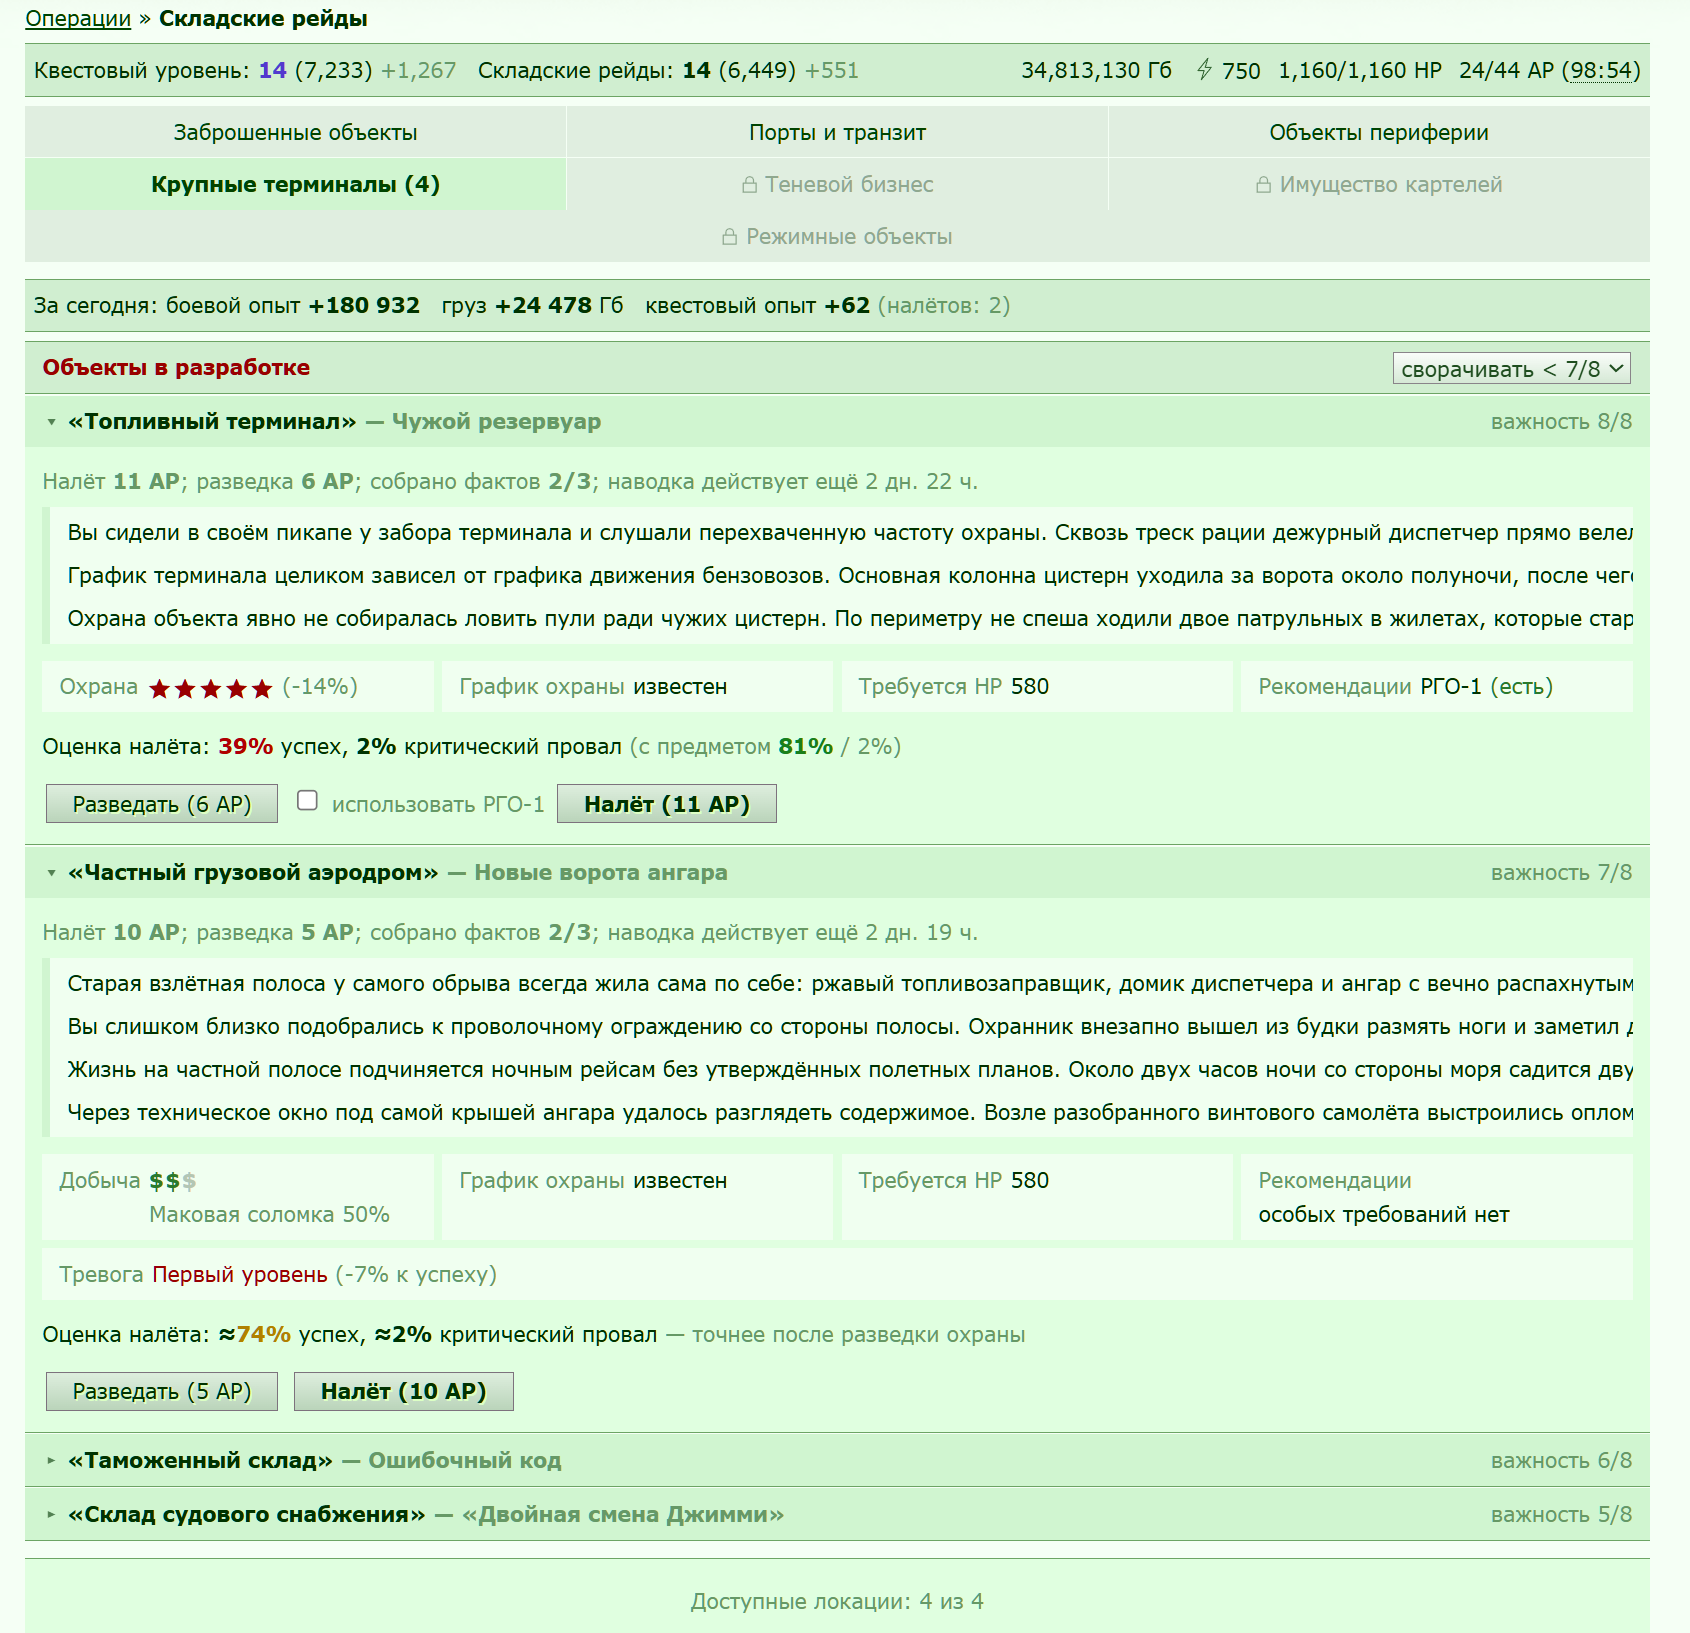 Операции » Складские рейды
Квестовый уровень: 14 (7,233) +1,267 Складские рейды: 14 (6,449) +551 34,813,130 Гб 750 1,160/1,160 HP 24/44 AP (98:54)
Заброшенные объекты Порты и транзит Объекты периферии
Крупные терминалы (4) Теневой бизнес Имущество картелей
Режимные объекты
За сегодня: боевой опыт +180 932 груз +24 478 Гб квестовый опыт +62 (налётов: 2)
Объекты в разработке сворачивать < 7/8
▾ «Топливный терминал» — Чужой резервуар важность 8/8
Налёт 11 AP; разведка 6 AP; собрано фактов 2/3; наводка действует ещё 2 дн. 22 ч.
Вы сидели в своём пикапе у забора терминала и слушали перехваченную частоту охраны. Сквозь треск рации дежурный диспетчер прямо велел
График терминала целиком зависел от графика движения бензовозов. Основная колонна цистерн уходила за ворота около полуночи, после чего
Охрана объекта явно не собиралась ловить пули ради чужих цистерн. По периметру не спеша ходили двое патрульных в жилетах, которые стар
Охрана ★★★★★ (-14%) График охраны известен Требуется HP 580 Рекомендации РГО-1 (есть)
Оценка налёта: 39% успех, 2% критический провал (с предметом 81% / 2%)
Разведать (6 AP) использовать РГО-1 Налёт (11 AP)
▾ «Частный грузовой аэродром» — Новые ворота ангара важность 7/8
Налёт 10 AP; разведка 5 AP; собрано фактов 2/3; наводка действует ещё 2 дн. 19 ч.
Старая взлётная полоса у самого обрыва всегда жила сама по себе: ржавый топливозаправщик, домик диспетчера и ангар с вечно распахнутым
Вы слишком близко подобрались к проволочному ограждению со стороны полосы. Охранник внезапно вышел из будки размять ноги и заметил д
Жизнь на частной полосе подчиняется ночным рейсам без утверждённых полетных планов. Около двух часов ночи со стороны моря садится дву
Через техническое окно под самой крышей ангара удалось разглядеть содержимое. Возле разобранного винтового самолёта выстроились оплом
Добыча $$$ График охраны известен Требуется HP 580 Рекомендации
Маковая соломка 50% особых требований нет
Тревога Первый уровень (-7% к успеху)
Оценка налёта: ≈74% успех, ≈2% критический провал — точнее после разведки охраны
Разведать (5 AP) Налёт (10 AP)
▸ «Таможенный склад» — Ошибочный код важность 6/8
▸ «Склад судового снабжения» — «Двойная смена Джимми» важность 5/8
Доступные локации: 4 из 4